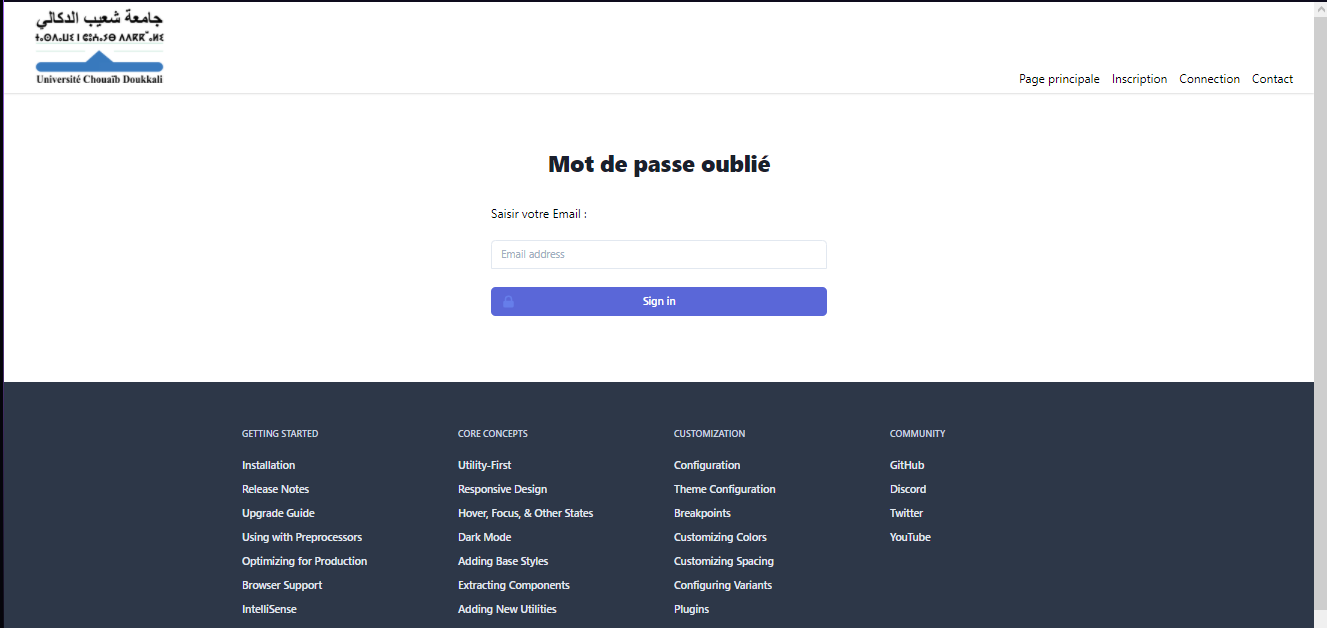 جامعة شعيب الدكالي
Université Chouaïb Doukkali
Page principale Inscription Connection Contact
Mot de passe oublié
Saisir votre Email :
Email address
Sign in
GETTING STARTED
Installation
Release Notes
Upgrade Guide
Using with Preprocessors
Optimizing for Production
Browser Support
IntelliSense
CORE CONCEPTS
Utility-First
Responsive Design
Hover, Focus, & Other States
Dark Mode
Adding Base Styles
Extracting Components
Adding New Utilities
CUSTOMIZATION
Configuration
Theme Configuration
Breakpoints
Customizing Colors
Customizing Spacing
Configuring Variants
Plugins
COMMUNITY
GitHub
Discord
Twitter
YouTube